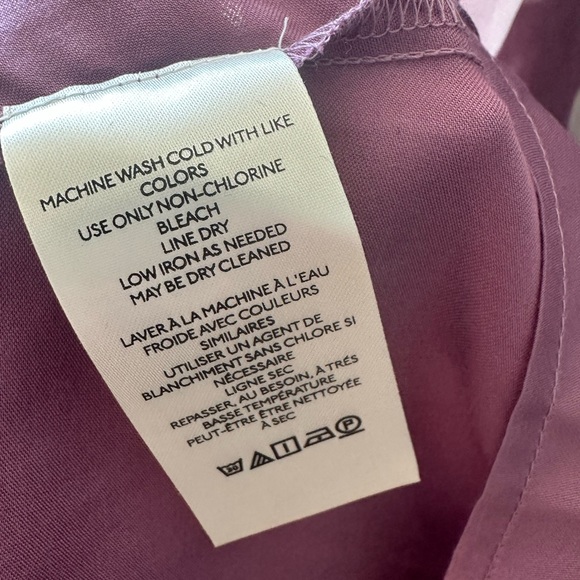 MACHINE WASH COLD WITH LIKE
COLORS
USE ONLY NON-CHLORINE
BLEACH
LINE DRY
LOW IRON AS NEEDED
MAY BE DRY CLEANED
LAVER À LA MACHINE À L'EAU
FROIDE AVEC COULEURS
SIMILAIRES
UTILISER UN AGENT DE
BLANCHIMENT SANS CHLORE SI
NÉCESSAIRE
LIGNE SEC
REPASSER, AU BESOIN, À TRÉS
BASSE TEMPÉRATURE
PEUT-ÊTRE ÊTRE NETTOYÉE
À SEC
30 P